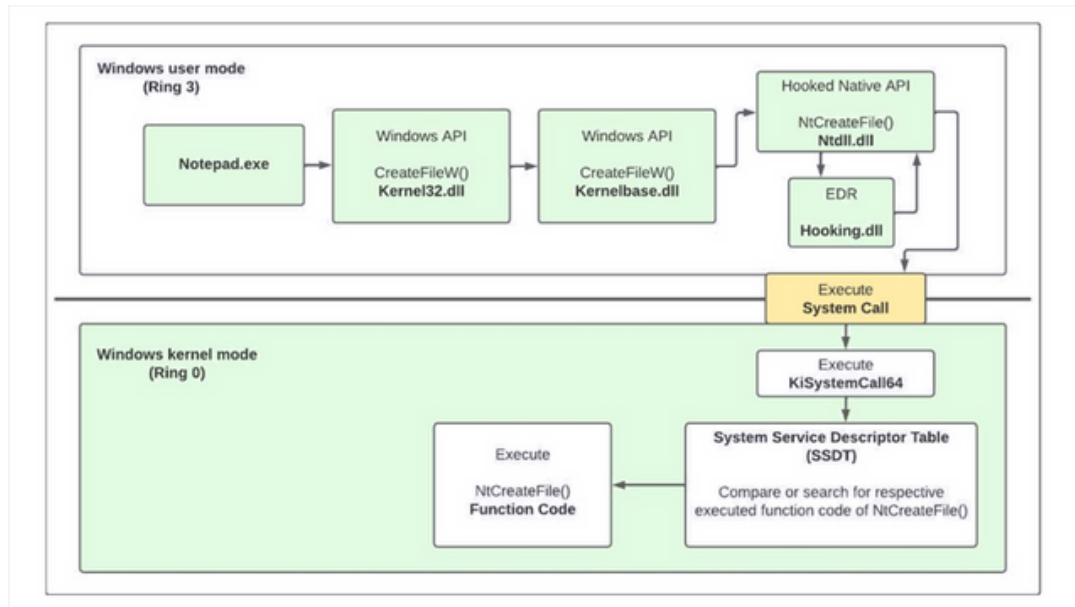 Windows user mode
(Ring 3)
Notepad.exe
Windows API
CreateFileW()
Kernel32.dll
Windows API
CreateFileW()
Kernelbase.dll
Hooked Native API
NtCreateFile()
Ntdll.dll
EDR
Hooking.dll
Execute
System Call
Windows kernel mode
(Ring 0)
Execute
KiSystemCall64
System Service Descriptor Table
(SSDT)
Compare or search for respective
executed function code of NtCreateFile()
Execute
NtCreateFile()
Function Code